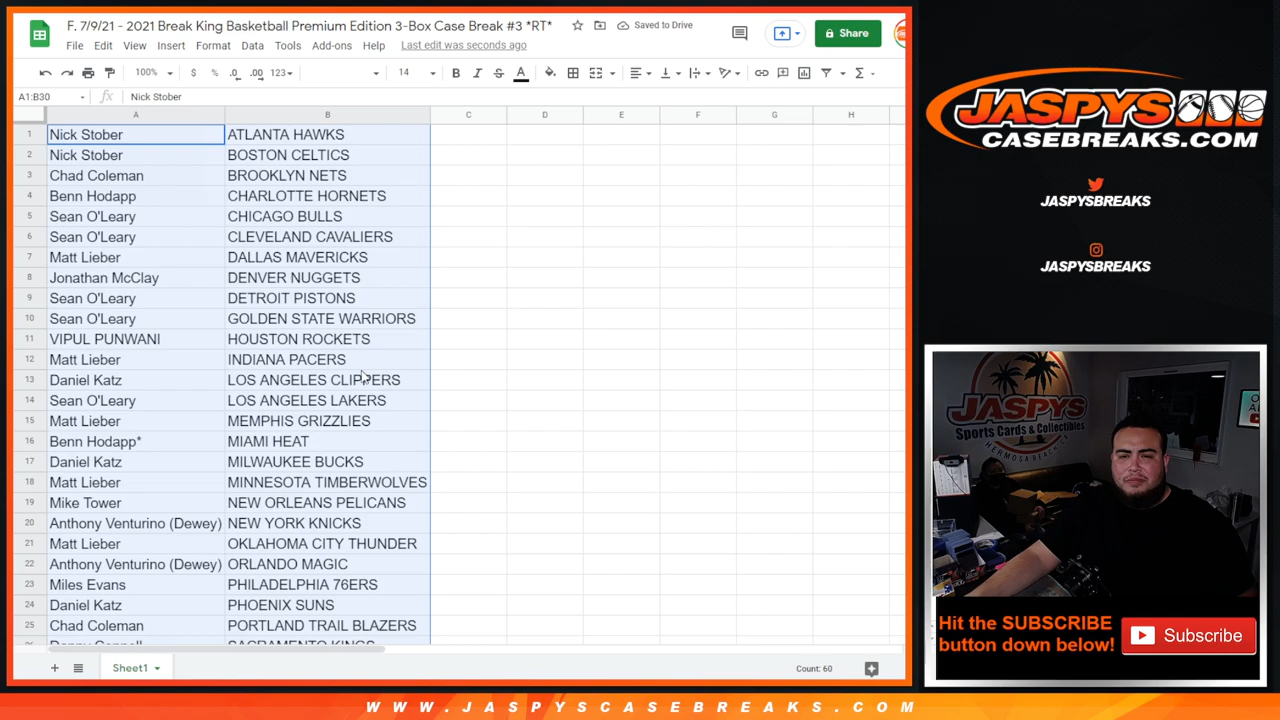 F. 7/9/21 - 2021 Break King Basketball Premium Edition 3-Box Case Break #3 *RT*
Saved to Drive
Share
File Edit View Insert Format Data Tools Add-ons Help Last edit was seconds ago
100% $ % .0 .00 123 14 B I S A
A1:B30 fx Nick Stober
A B C D E F G H
1 Nick Stober ATLANTA HAWKS
2 Nick Stober BOSTON CELTICS
3 Chad Coleman BROOKLYN NETS
4 Benn Hodapp CHARLOTTE HORNETS
5 Sean O'Leary CHICAGO BULLS
6 Sean O'Leary CLEVELAND CAVALIERS
7 Matt Lieber DALLAS MAVERICKS
8 Jonathan McClay DENVER NUGGETS
9 Sean O'Leary DETROIT PISTONS
10 Sean O'Leary GOLDEN STATE WARRIORS
11 VIPUL PUNWANI HOUSTON ROCKETS
12 Matt Lieber INDIANA PACERS
13 Daniel Katz LOS ANGELES CLIPPERS
14 Sean O'Leary LOS ANGELES LAKERS
15 Matt Lieber MEMPHIS GRIZZLIES
16 Benn Hodapp* MIAMI HEAT
17 Daniel Katz MILWAUKEE BUCKS
18 Matt Lieber MINNESOTA TIMBERWOLVES
19 Mike Tower NEW ORLEANS PELICANS
20 Anthony Venturino (Dewey) NEW YORK KNICKS
21 Matt Lieber OKLAHOMA CITY THUNDER
22 Anthony Venturino (Dewey) ORLANDO MAGIC
23 Miles Evans PHILADELPHIA 76ERS
24 Daniel Katz PHOENIX SUNS
25 Chad Coleman PORTLAND TRAIL BLAZERS
SACRAMENTO KINGS
Sheet1
Count: 60
JASPYS
CASEBREAKS.COM
JASPYSBREAKS
JASPYSBREAKS
JASPYS
Sports Cards & Collectibles
HERMOSA BEACH
Hit the SUBSCRIBE
button down below!
Subscribe
WWW.JASPYSCASEBREAKS.COM